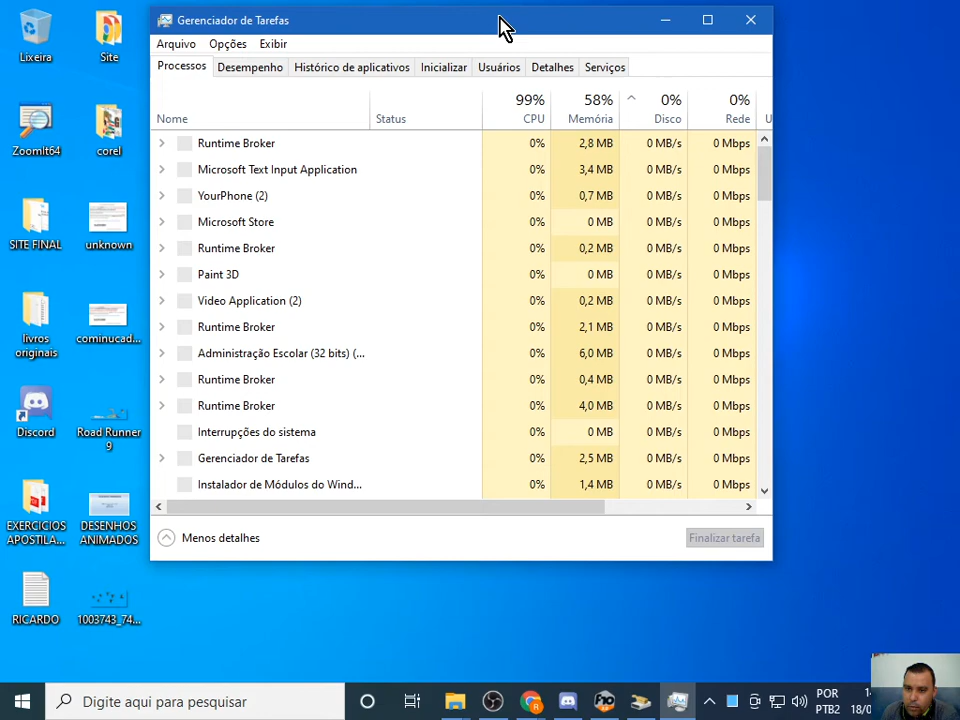 Gerenciador de Tarefas
Arquivo Opções Exibir
Processos Desempenho Histórico de aplicativos Inicializar Usuários Detalhes Serviços
99% 58% 0% 0%
Nome Status CPU Memória Disco Rede U
Runtime Broker 0% 2,8 MB 0 MB/s 0 Mbps
Microsoft Text Input Application 0% 3,4 MB 0 MB/s 0 Mbps
YourPhone (2) 0% 0,7 MB 0 MB/s 0 Mbps
Microsoft Store 0% 0 MB 0 MB/s 0 Mbps
Runtime Broker 0% 0,2 MB 0 MB/s 0 Mbps
Paint 3D 0% 0 MB 0 MB/s 0 Mbps
Video Application (2) 0% 0,2 MB 0 MB/s 0 Mbps
Runtime Broker 0% 2,1 MB 0 MB/s 0 Mbps
Administração Escolar (32 bits) (... 0% 6,0 MB 0 MB/s 0 Mbps
Runtime Broker 0% 0,4 MB 0 MB/s 0 Mbps
Runtime Broker 0% 4,0 MB 0 MB/s 0 Mbps
Interrupções do sistema 0% 0 MB 0 MB/s 0 Mbps
Gerenciador de Tarefas 0% 2,5 MB 0 MB/s 0 Mbps
Instalador de Módulos do Wind... 0% 1,4 MB 0 MB/s 0 Mbps
Menos detalhes
Finalizar tarefa
Lixeira
Site
ZoomIt64
corel
SITE FINAL
unknown
livros
originais
cominucad...
Discord
Road Runner
9
EXERCICIOS
APOSTILA...
DESENHOS
ANIMADOS
RICARDO
1003743_74...
Digite aqui para pesquisar
POR
PTB2
18/0